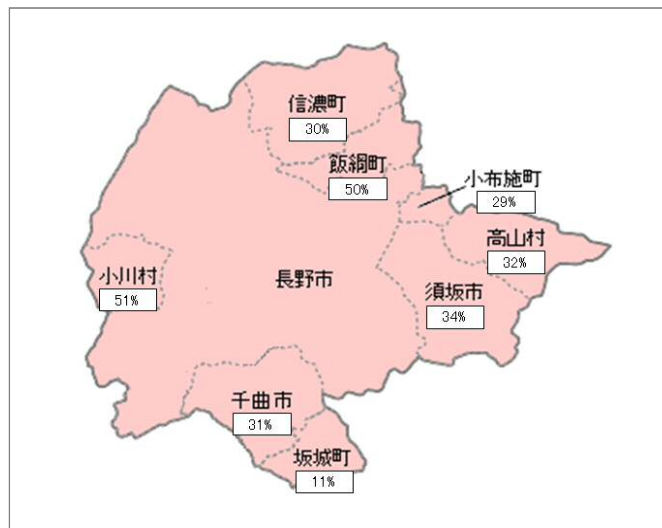 信濃町
30%
飯綱町
50%
小布施町
29%
高山村
32%
小川村
51%
長野市
須坂市
34%
千曲市
31%
坂城町
11%